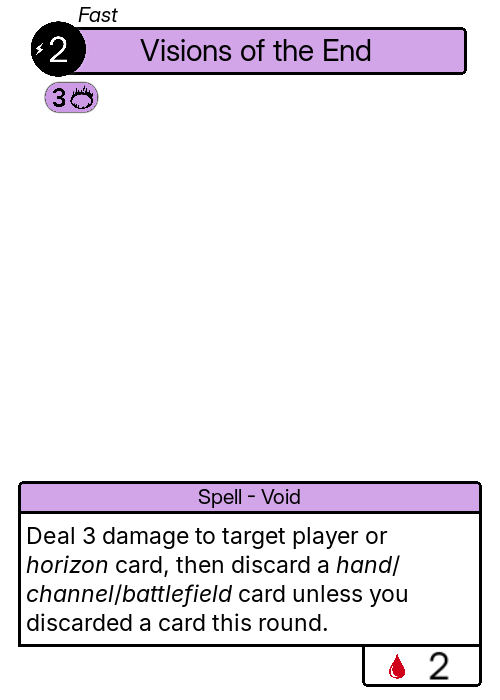 Fast
2
Visions of the End
3
Spell - Void
Deal 3 damage to target player or
horizon card, then discard a hand/
channel/battlefield card unless you
discarded a card this round.
2